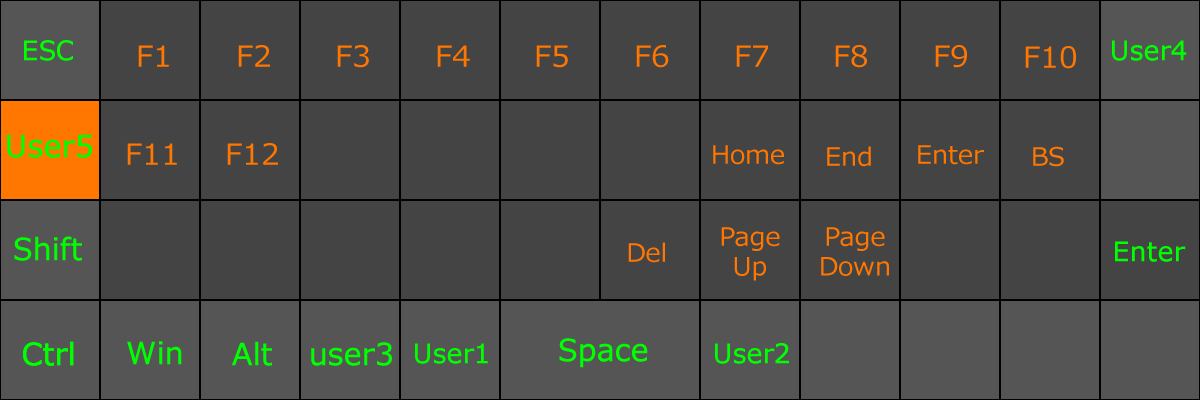 ESC F1 F2 F3 F4 F5 F6 F7 F8 F9 F10 User4
User5 F11 F12 Home End Enter BS
Shift Del Page Up Page Down Enter
Ctrl Win Alt user3 User1 Space User2